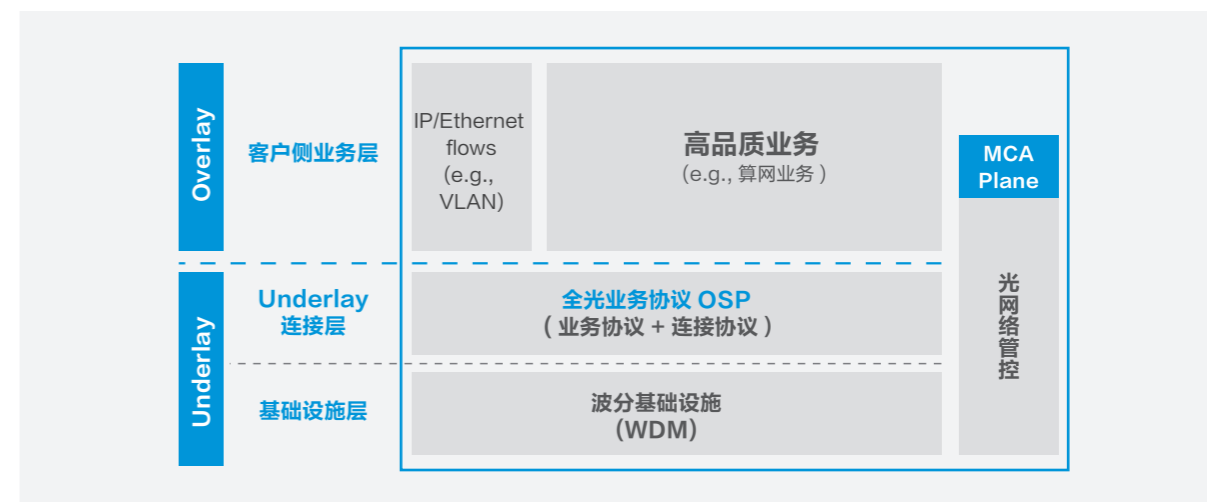 Overlay
客户侧业务层
IP/Ethernet
flows
(e.g.,
VLAN)
高品质业务
(e.g., 算网业务 )
MCA
Plane
Underlay
Underlay
连接层
全光业务协议 OSP
( 业务协议 + 连接协议 )
光网络管控
基础设施层
波分基础设施
(WDM)